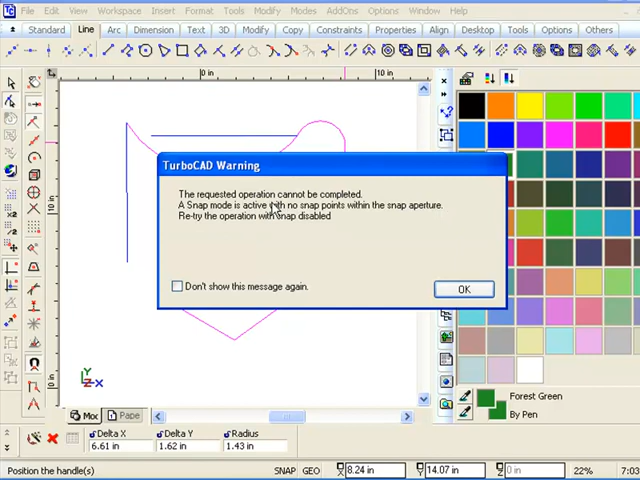 File Edit View Workspace Insert Format Tools Modify Modes AddOns Options Window
Standard Line Arc Dimension Text 3D Modify Copy Constraints Properties Align Desktop Tools Options Others
0 in 10 in
TurboCAD Warning
The requested operation cannot be completed.
A Snap mode is active with no snap points within the snap aperture.
Re-try the operation with snap disabled
Don't show this message again.
OK
10 in
0 in
Y
Z X
Forest Green
By Pen
Moc Pape
Delta X Delta Y Radius
6.61 in 1.62 in 1.43 in
Position the handle(s) SNAP GEO X 8.24 in Y 14.07 in Z 0 in 22% 7:03